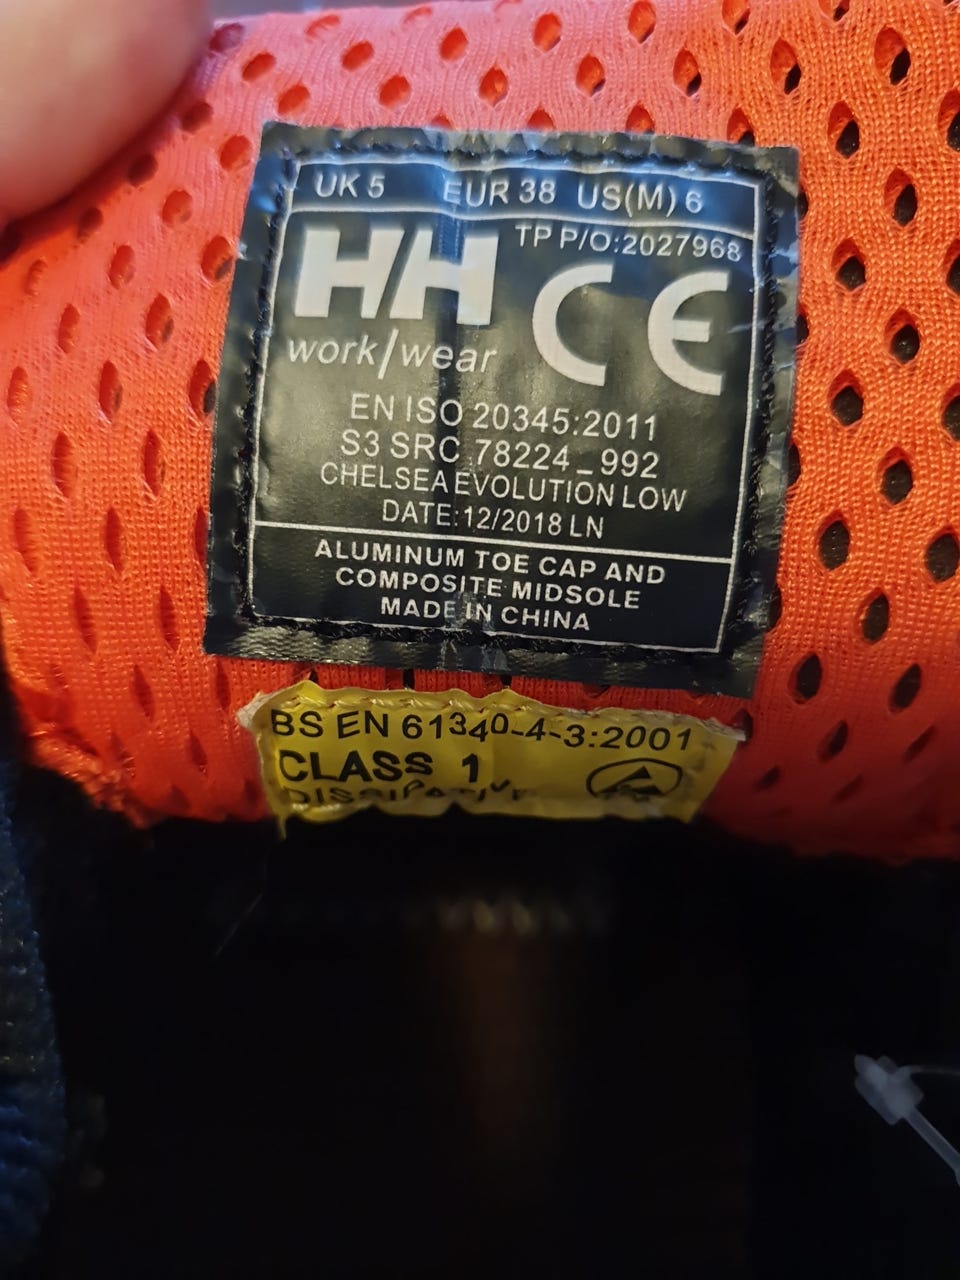 UK 5 EUR 38 US(M) 6
TP P/O:2027968
HH CE
work/wear
EN ISO 20345:2011
S3 SRC 78224_992
CHELSEA EVOLUTION LOW
DATE:12/2018 LN
ALUMINUM TOE CAP AND
COMPOSITE MIDSOLE
MADE IN CHINA
BS EN 61340-4-3:2001
CLASS 1
DISSIPATIVE